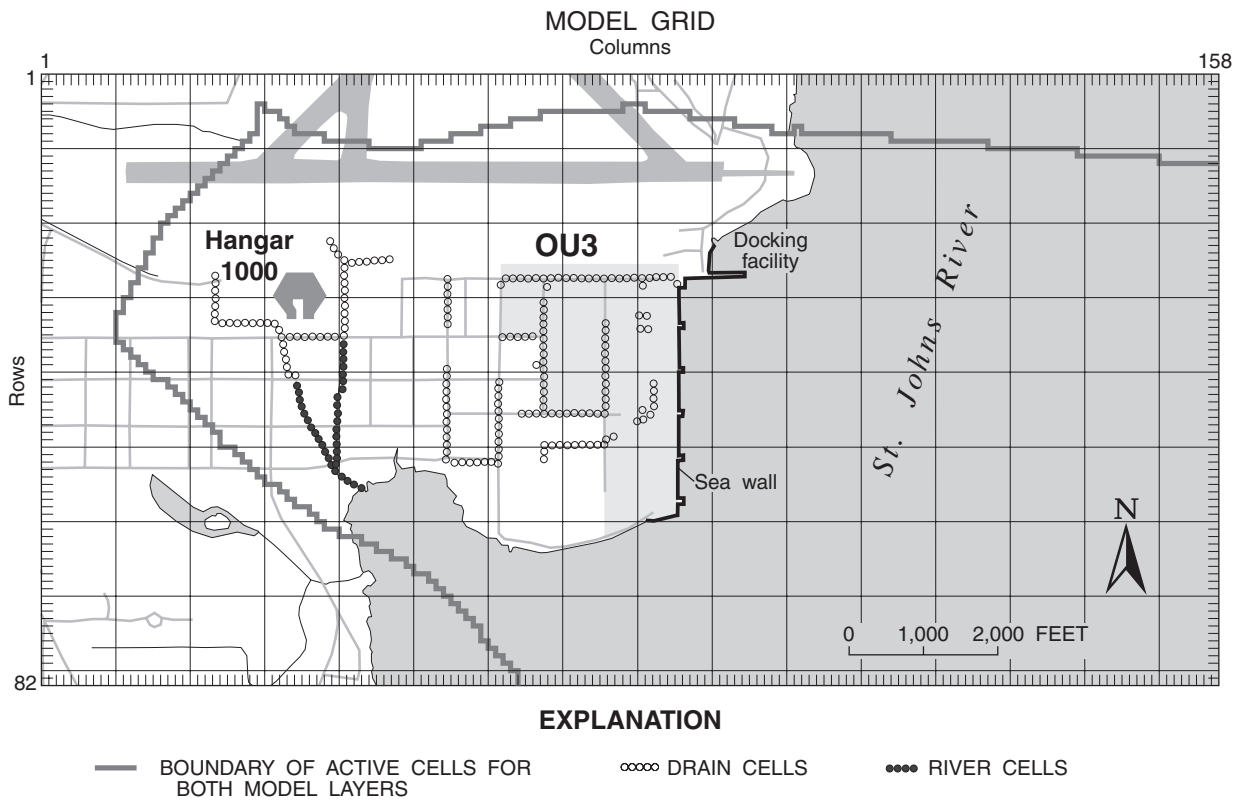 MODEL GRID
Columns
1
158
1
Rows
82
Hangar
1000
OU3
Docking
facility
St. Johns River
Sea wall
N
0 1,000 2,000 FEET
EXPLANATION
BOUNDARY OF ACTIVE CELLS FOR
BOTH MODEL LAYERS
DRAIN CELLS
RIVER CELLS